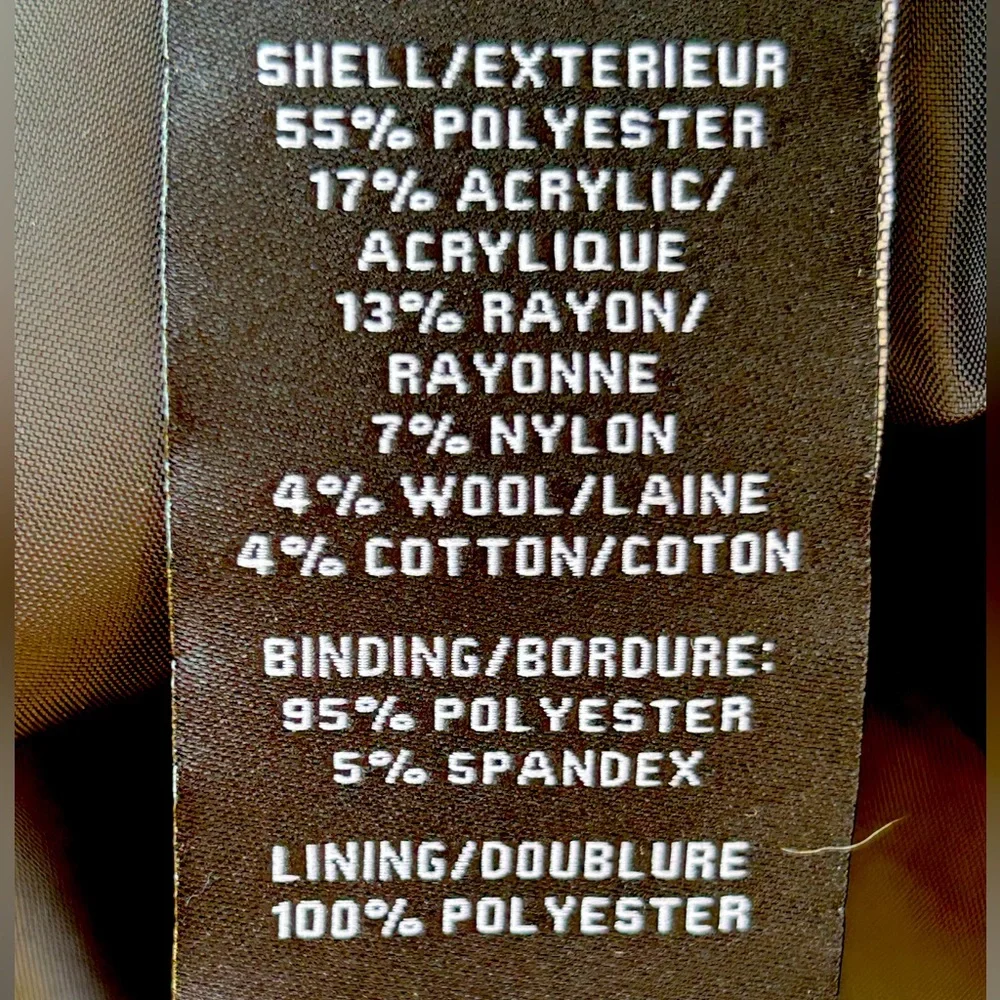 SHELL/EXTERIEUR
55% POLYESTER
17% ACRYLIC/
ACRYLIQUE
13% RAYON/
RAYONNE
7% NYLON
4% WOOL/LAINE
4% COTTON/COTON
BINDING/BORDURE:
95% POLYESTER
5% SPANDEX
LINING/DOUBLURE
100% POLYESTER